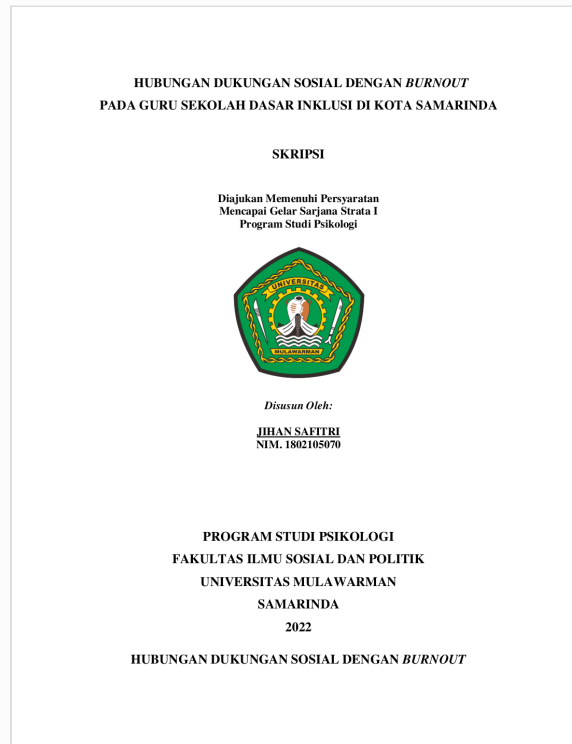 HUBUNGAN DUKUNGAN SOSIAL DENGAN BURNOUT
PADA GURU SEKOLAH DASAR INKLUSI DI KOTA SAMARINDA
SKRIPSI
Diajukan Memenuhi Persyaratan
Mencapai Gelar Sarjana Strata I
Program Studi Psikologi
UNIVERSITAS
MULAWARMAN
Disusun Oleh:
JIHAN SAFITRI
NIM. 1802105070
PROGRAM STUDI PSIKOLOGI
FAKULTAS ILMU SOSIAL DAN POLITIK
UNIVERSITAS MULAWARMAN
SAMARINDA
2022
HUBUNGAN DUKUNGAN SOSIAL DENGAN BURNOUT